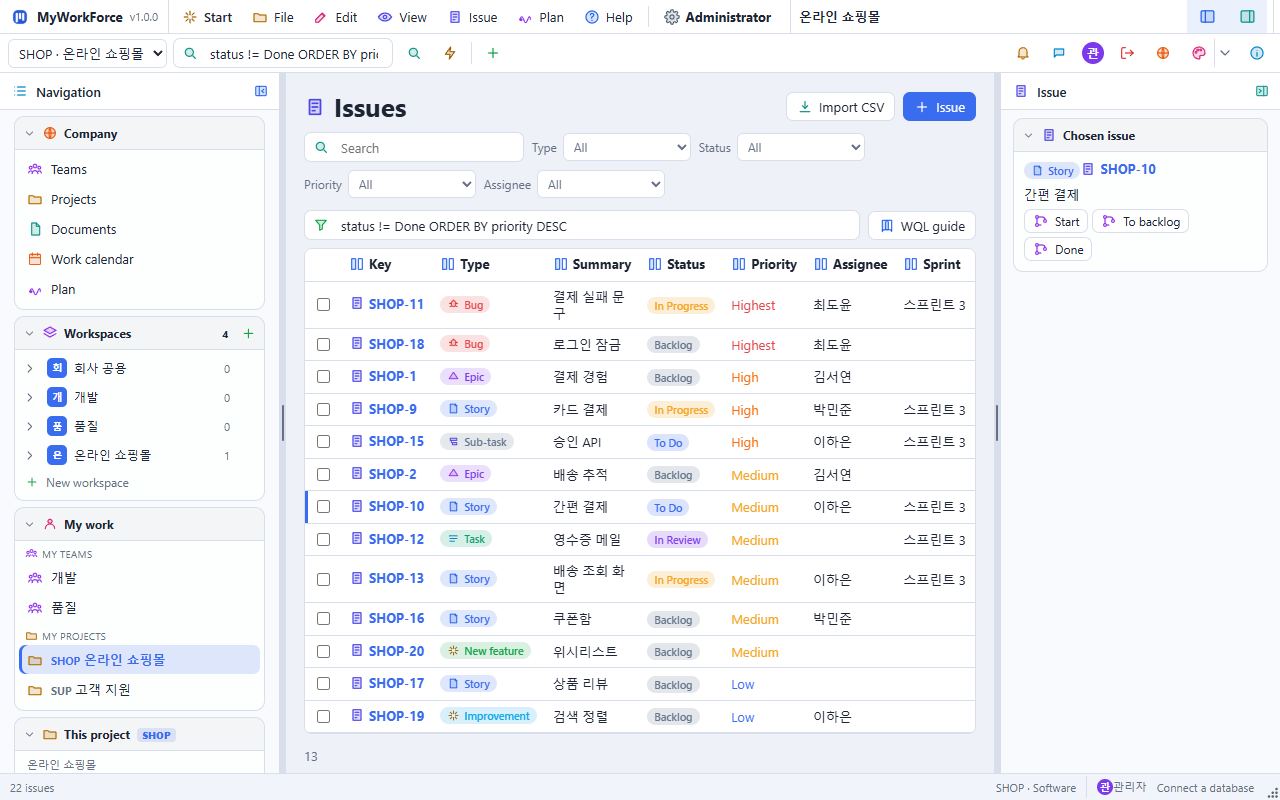 MyWorkForce v1.0.0 Start File Edit View Issue Plan Help Administrator 온라인 쇼핑몰
SHOP · 온라인 쇼핑몰 status != Done ORDER BY pric 관
Navigation
Company
Teams
Projects
Documents
Work calendar
Plan
Workspaces 4
회 회사 공용 0
개 개발 0
품 품질 0
온 온라인 쇼핑몰 1
New workspace
My work
MY TEAMS
개발
품질
MY PROJECTS
SHOP 온라인 쇼핑몰
SUP 고객 지원
This project SHOP
온라인 쇼핑몰
Issues
Import CSV Issue
Search Type All Status All
Priority All Assignee All
status != Done ORDER BY priority DESC WQL guide
Key Type Summary Status Priority Assignee Sprint
SHOP-11 Bug 결제 실패 문구 In Progress Highest 최도윤 스프린트 3
SHOP-18 Bug 로그인 잠금 Backlog Highest 최도윤
SHOP-1 Epic 결제 경험 Backlog High 김서연
SHOP-9 Story 카드 결제 In Progress High 박민준 스프린트 3
SHOP-15 Sub-task 승인 API To Do High 이하은 스프린트 3
SHOP-2 Epic 배송 추적 Backlog Medium 김서연
SHOP-10 Story 간편 결제 To Do Medium 이하은 스프린트 3
SHOP-12 Task 영수증 메일 In Review Medium 스프린트 3
SHOP-13 Story 배송 조회 화면 In Progress Medium 이하은 스프린트 3
SHOP-16 Story 쿠폰함 Backlog Medium 박민준
SHOP-20 New feature 위시리스트 Backlog Medium
SHOP-17 Story 상품 리뷰 Backlog Low
SHOP-19 Improvement 검색 정렬 Backlog Low 이하은
13
Issue
Chosen issue
Story SHOP-10
간편 결제
Start To backlog
Done
22 issues SHOP · Software 관 관리자 Connect a database